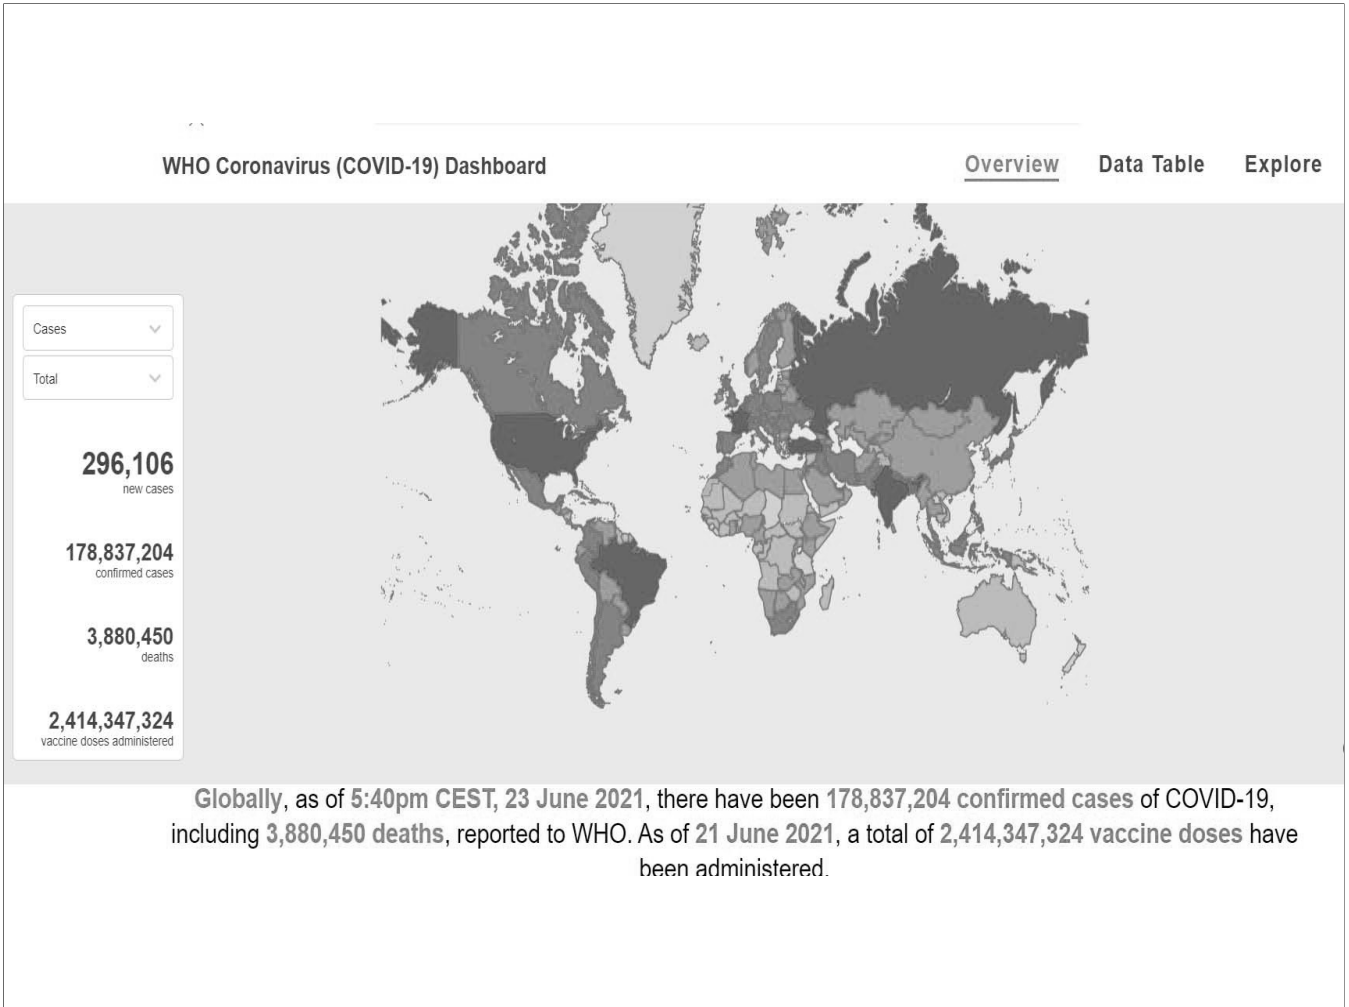 WHO Coronavirus (COVID-19) Dashboard
Overview Data Table Explore
Cases
Total
296,106
new cases
178,837,204
confirmed cases
3,880,450
deaths
2,414,347,324
vaccine doses administered
Globally, as of 5:40pm CEST, 23 June 2021, there have been 178,837,204 confirmed cases of COVID-19,
including 3,880,450 deaths, reported to WHO. As of 21 June 2021, a total of 2,414,347,324 vaccine doses have
been administered.